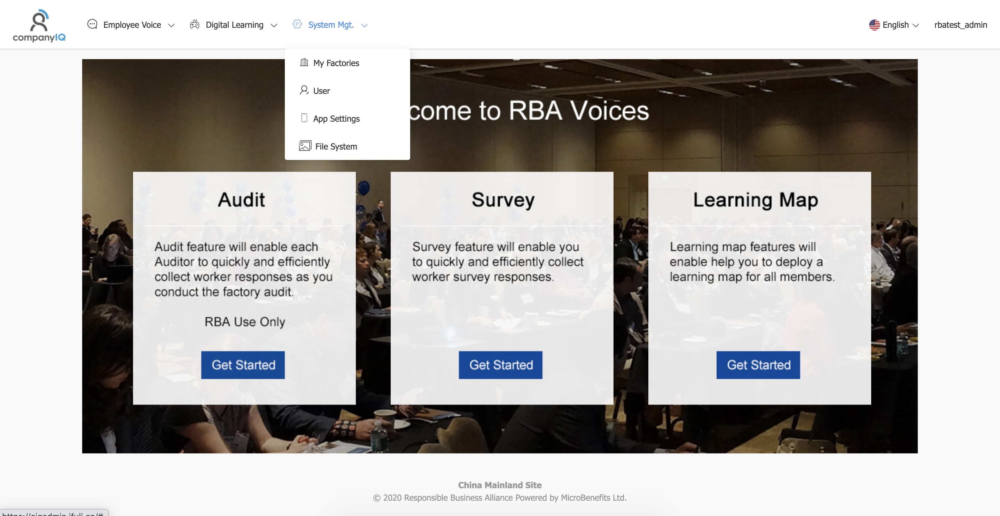 companyIQ
Employee Voice
Digital Learning
System Mgt.
English
rbatest_admin
My Factories
User
App Settings
File System
come to RBA Voices
Audit
Audit feature will enable each
Auditor to quickly and efficiently
collect worker responses as you
conduct the factory audit.
RBA Use Only
Get Started
Survey
Survey feature will enable you
to quickly and efficiently collect
worker survey responses.
Get Started
Learning Map
Learning map features will
enable help you to deploy a
learning map for all members.
Get Started
China Mainland Site
© 2020 Responsible Business Alliance Powered by MicroBenefits Ltd.